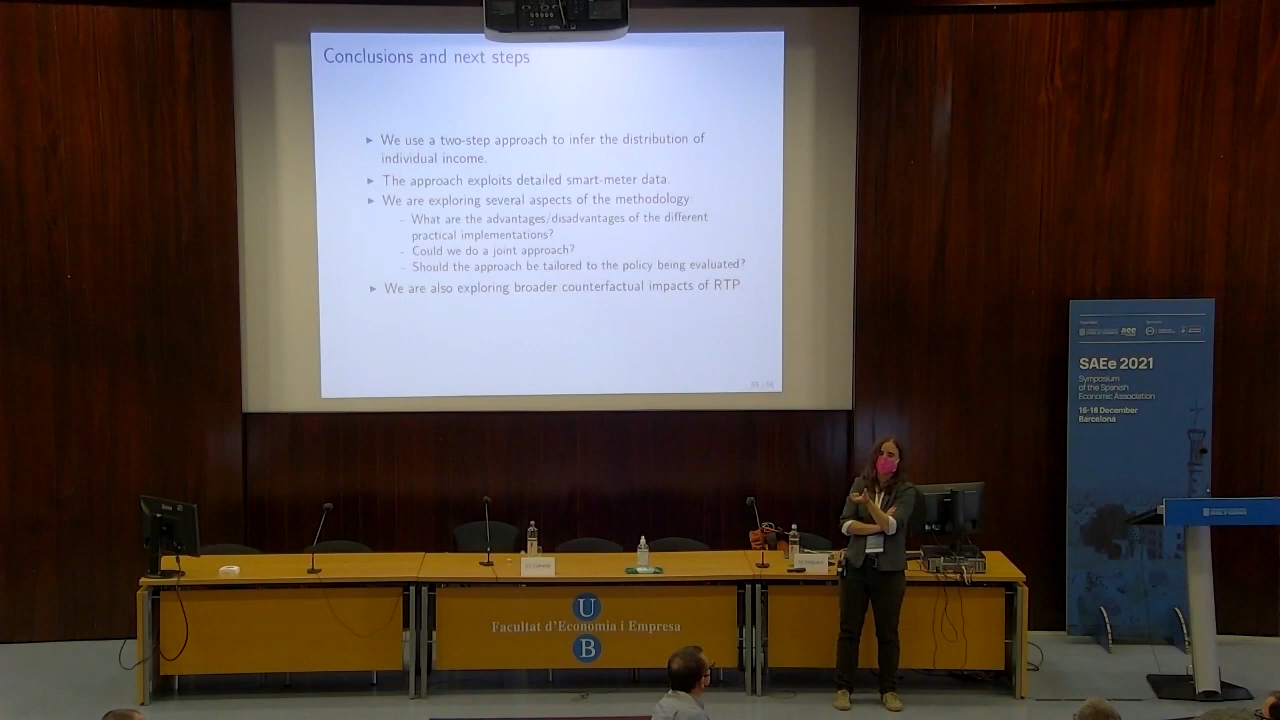 Conclusions and next steps
We use a two-step approach to infer the distribution of
individual income.
The approach exploits detailed smart-meter data.
We are exploring several aspects of the methodology
- What are the advantages/disadvantages of the different
practical implementations?
- Could we do a joint approach?
- Should the approach be tailored to the policy being evaluated?
We are also exploring broader counterfactual impacts of RTP
aee
SAEe 2021
Symposium
of the Spanish
Economic Association
16-18 December
Barcelona
U
Facultat d'Economia i Empresa
B